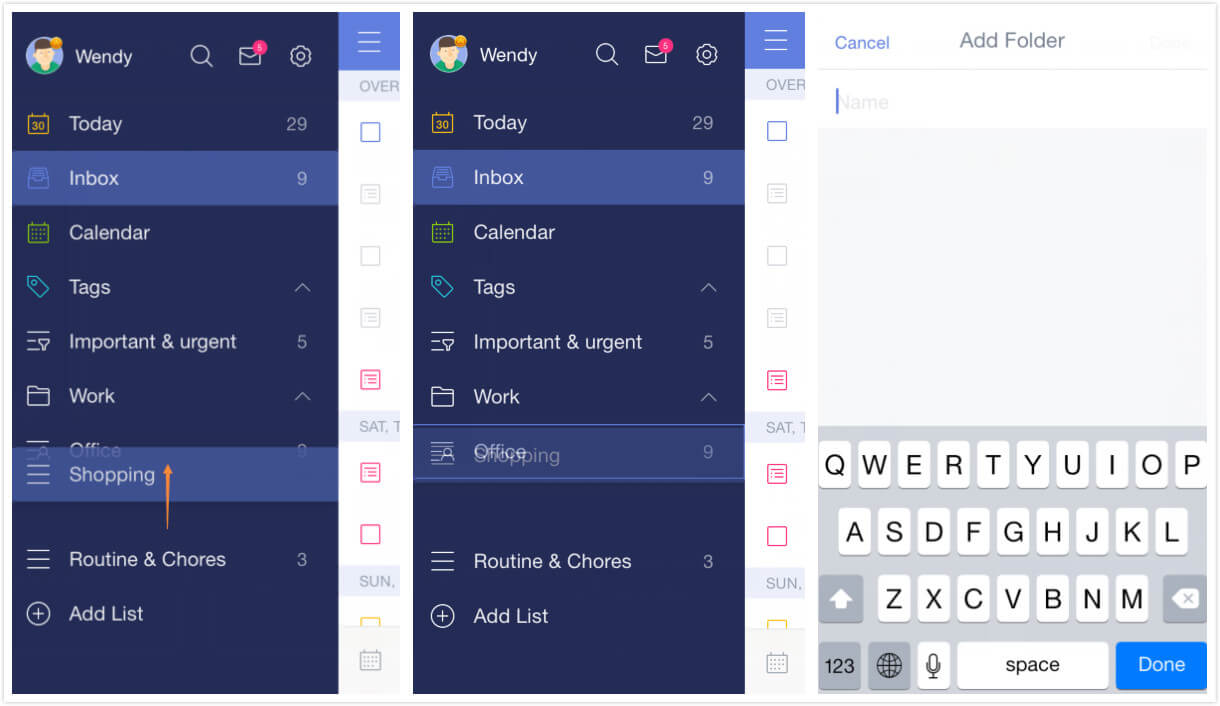 Wendy
5
30
Today
29
Inbox
9
Calendar
Tags
Important & urgent
5
Work
Office
9
Shopping
Routine & Chores
3
Add List
OVER
SAT, T
SUN,
Wendy
5
30
Today
29
Inbox
9
Calendar
Tags
Important & urgent
5
Work
Office
9
Shopping
Routine & Chores
3
Add List
OVER
SAT, T
SUN,
Cancel
Add Folder
Done
Name
Q W E R T Y U I O P
A S D F G H J K L
Z X C V B N M
123
space
Done